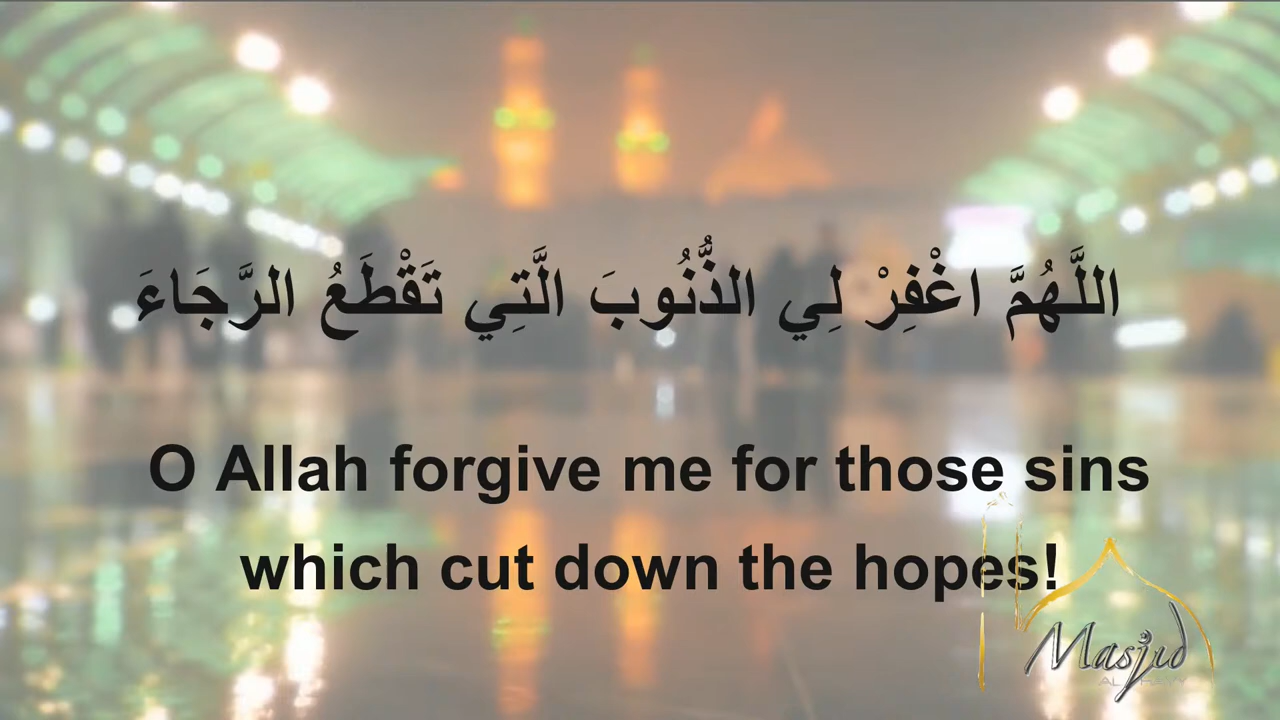 اللَّهُمَّ اغْفِرْ لِي الذُّنُوبَ الَّتِي تَقْطَعُ الرَّجَاءَ
O Allah forgive me for those sins
which cut down the hopes!
Masjid